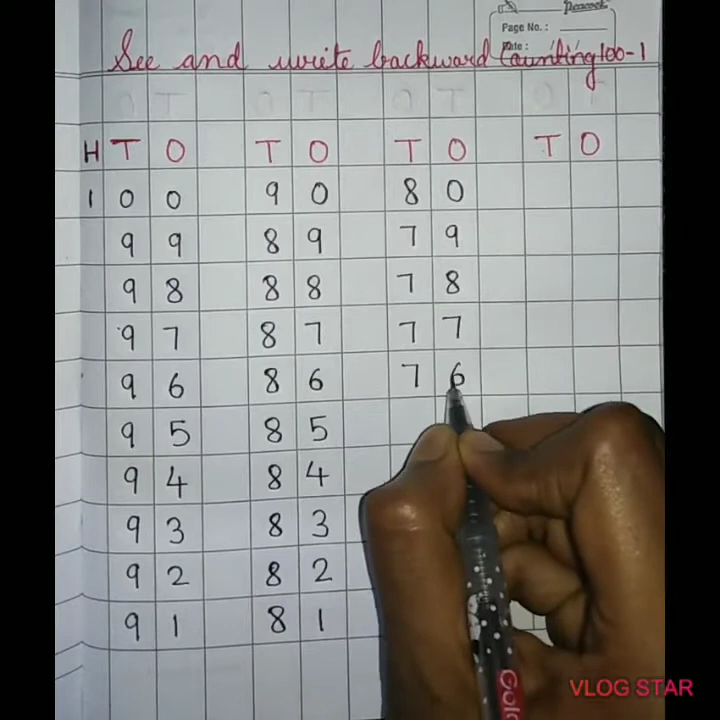 Peacock
Page No.:
Date:
See and write backward Counting 100-1
H T O T O T O T O
1 0 0 9 0 8 0
9 9 8 9 7 9
9 8 8 8 7 8
9 7 8 7 7 7
9 6 8 6 7 6
9 5 8 5
9 4 8 4
9 3 8 3
9 2 8 2
9 1 8 1
VLOG STAR